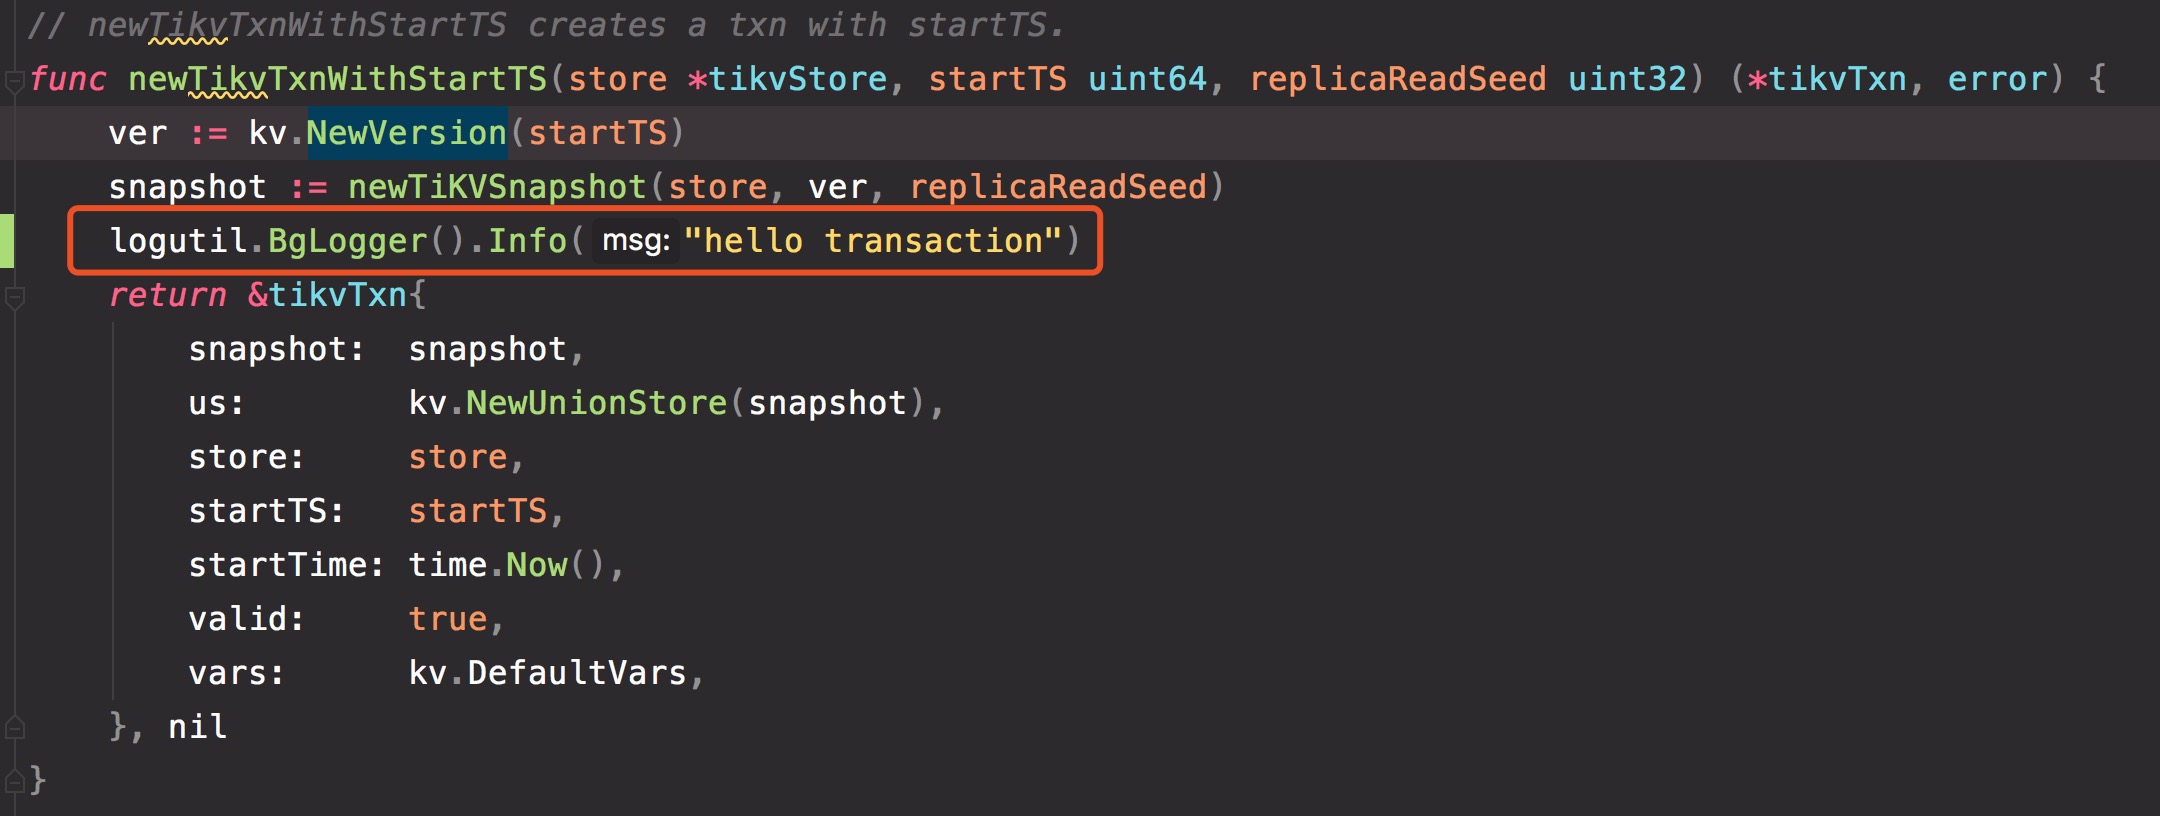 // newTikvTxnWithStartTS creates a txn with startTS.
func newTikvTxnWithStartTS(store *tikvStore, startTS uint64, replicaReadSeed uint32) (*tikvTxn, error) {
    ver := kv.NewVersion(startTS)
    snapshot := newTiKVSnapshot(store, ver, replicaReadSeed)
    logutil.BgLogger().Info( msg: "hello transaction")
    return &tikvTxn{
        snapshot:  snapshot,
        us:        kv.NewUnionStore(snapshot),
        store:     store,
        startTS:   startTS,
        startTime: time.Now(),
        valid:     true,
        vars:      kv.DefaultVars,
    }, nil
}